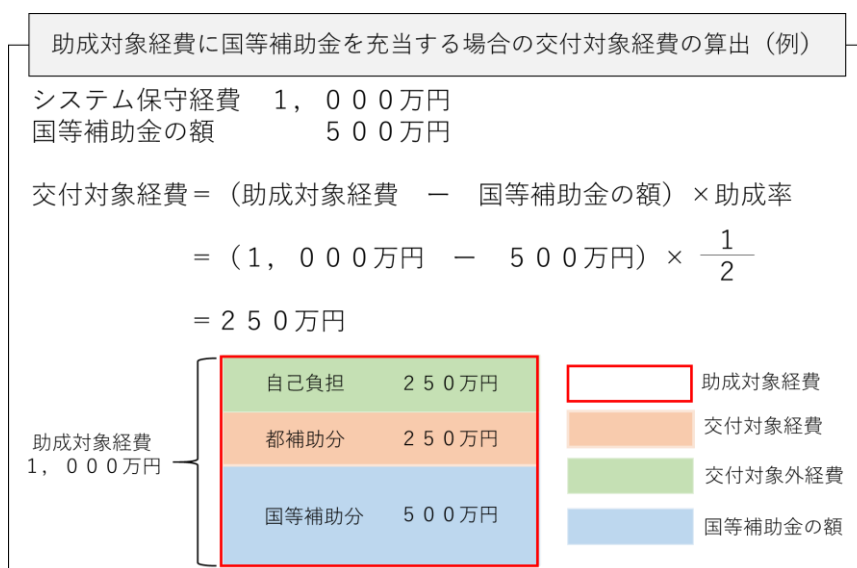 助成対象経費に国等補助金を充当する場合の交付対象経費の算出（例）
システム保守経費　１，０００万円
国等補助金の額　　　　５００万円
交付対象経費＝（助成対象経費　－　国等補助金の額）×助成率
＝（１，０００万円　－　５００万円）× 1/2
＝２５０万円
自己負担　　２５０万円
都補助分　　２５０万円
国等補助分　５００万円
助成対象経費
１，０００万円
助成対象経費
交付対象経費
交付対象外経費
国等補助金の額